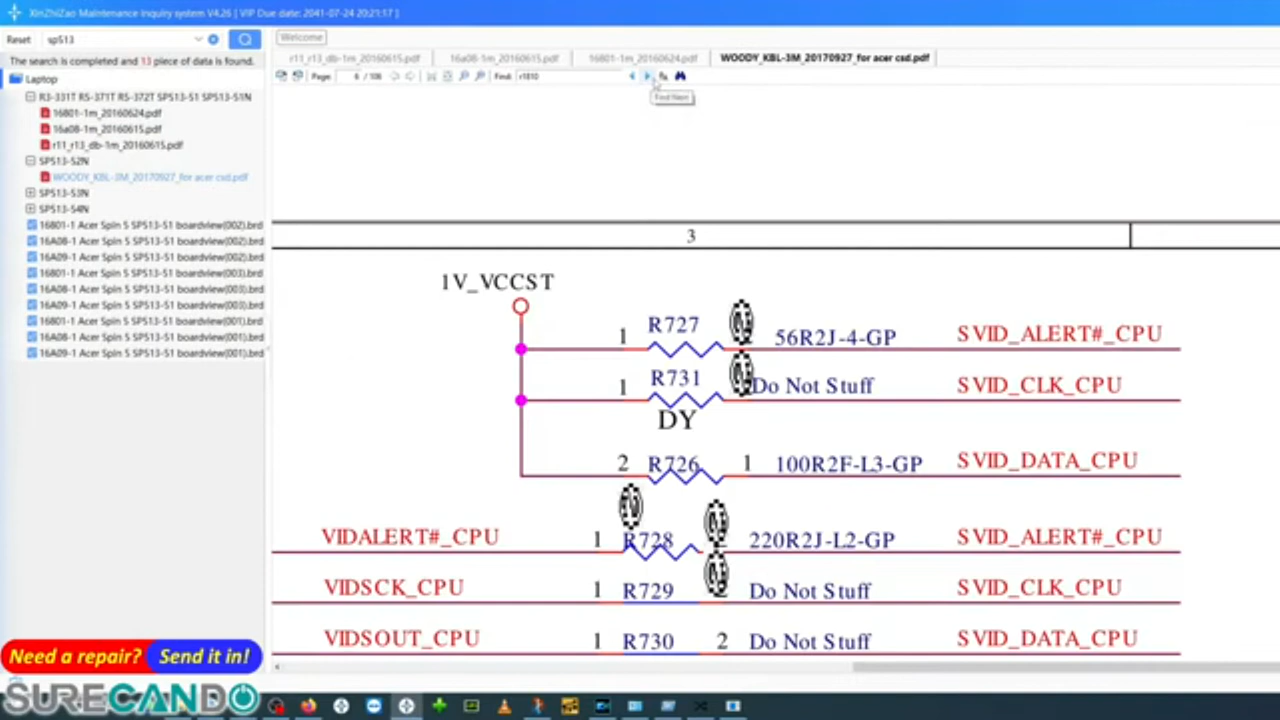 XinZhiZao Maintenance Inquiry system V4.26 [ VIP Due date: 2041-07-24 20:21:17 ]
Reset sp513
Welcome
The search is completed and 13 piece of data is found.
r11_r13_db-1m_20160615.pdf 16a08-1m_20160615.pdf 16801-1m_20160624.pdf WOODY_KBL-3M_20170927_for acer csd.pdf
Page: 6 / 106 Find: r1810
Find Next
Laptop
R3-331T R5-371T R5-372T SP513-51 SP513-51N
16801-1m_20160624.pdf
16a08-1m_20160615.pdf
r11_r13_db-1m_20160615.pdf
SP513-52N
WOODY_KBL-3M_20170927_for acer csd.pdf
SP513-53N
SP513-54N
16801-1 Acer Spin 5 SP513-51 boardview(002).brd
16A08-1 Acer Spin 5 SP513-51 boardview(002).brd
16A09-1 Acer Spin 5 SP513-51 boardview(002).brd
16801-1 Acer Spin 5 SP513-51 boardview(003).brd
16A08-1 Acer Spin 5 SP513-51 boardview(003).brd
16A09-1 Acer Spin 5 SP513-51 boardview(003).brd
16801-1 Acer Spin 5 SP513-51 boardview(001).brd
16A08-1 Acer Spin 5 SP513-51 boardview(001).brd
16A09-1 Acer Spin 5 SP513-51 boardview(001).brd
3
1V_VCCST
1 R727 56R2J-4-GP SVID_ALERT#_CPU
1 R731 Do Not Stuff SVID_CLK_CPU
DY
2 R726 1 100R2F-L3-GP SVID_DATA_CPU
VIDALERT#_CPU 1 R728 220R2J-L2-GP SVID_ALERT#_CPU
VIDSCK_CPU 1 R729 2 Do Not Stuff SVID_CLK_CPU
VIDSOUT_CPU 1 R730 2 Do Not Stuff SVID_DATA_CPU
Need a repair? Send it in!
SURECANDO